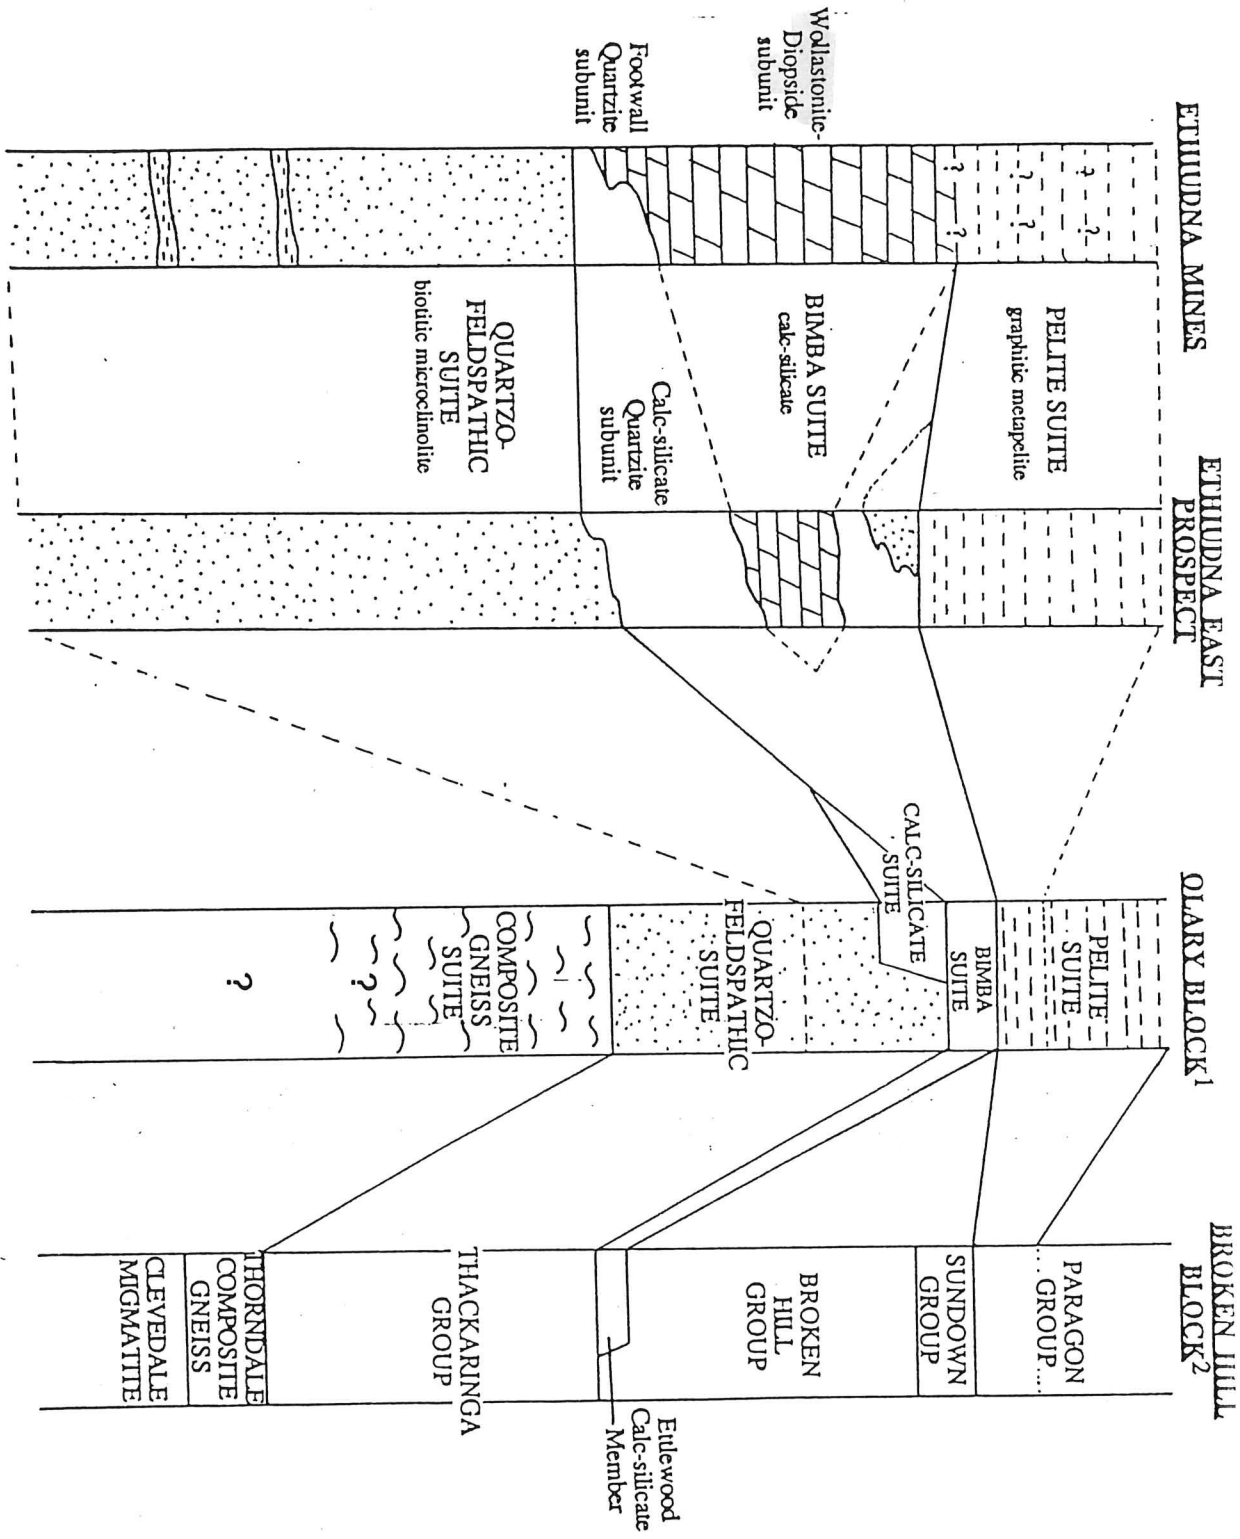 ETHIUDNA MINES
ETHIUDNA EAST
PROSPECT
OLARY BLOCK¹
BROKEN HILL
BLOCK²
Wollastonite-
Diopside
subunit
Footwall
Quartzite
subunit
?
?
?
?
?
?
PELITE SUITE
graphitic metapelite
BIMBA SUITE
calc-silicate
Calc-silicate
Quartzite
subunit
QUARTZO-
FELDSPATHIC
SUITE
biotitic microclinolite
PELITE
SUITE
BIMBA
SUITE
CALC-SILICATE
SUITE
QUARTZO-
FELDSPATHIC
SUITE
COMPOSITE
GNEISS
SUITE
?
?
PARAGON
GROUP
SUNDOWN
GROUP
BROKEN
HILL
GROUP
Ettlewood
Calc-silicate
Member
THACKARINGA
GROUP
THORNDALE
COMPOSITE
GNEISS
CLEVEDALE
MIGMATITE